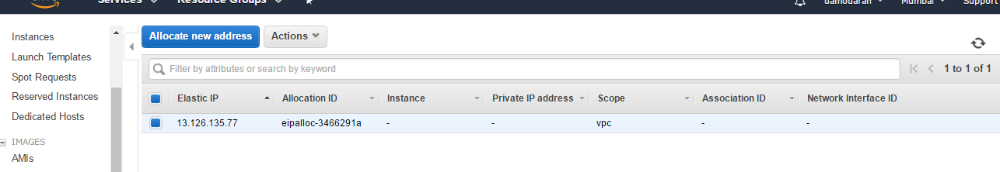 Services Resource Groups damodaran Mumbai Support
Instances
Launch Templates
Spot Requests
Reserved Instances
Dedicated Hosts
IMAGES
AMIs
Allocate new address Actions
Filter by attributes or search by keyword 1 to 1 of 1
Elastic IP Allocation ID Instance Private IP address Scope Association ID Network Interface ID
13.126.135.77 eipalloc-3466291a - - vpc - -